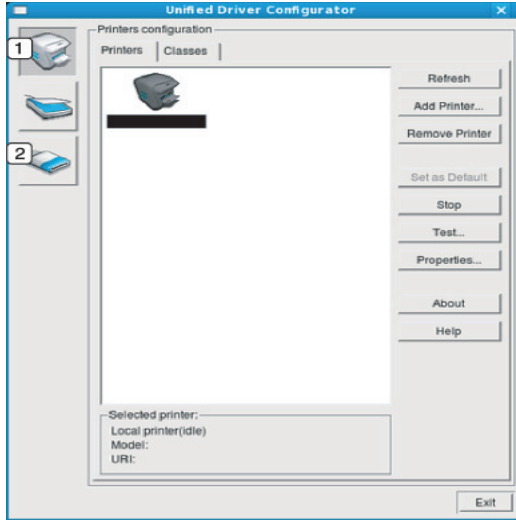 Unified Driver Configurator
Printers configuration
1
Printers
Classes
Refresh
Add Printer...
Remove Printer
2
Set as Default
Stop
Test...
Properties...
About
Help
Selected printer:
Local printer(idle)
Model:
URI:
Exit